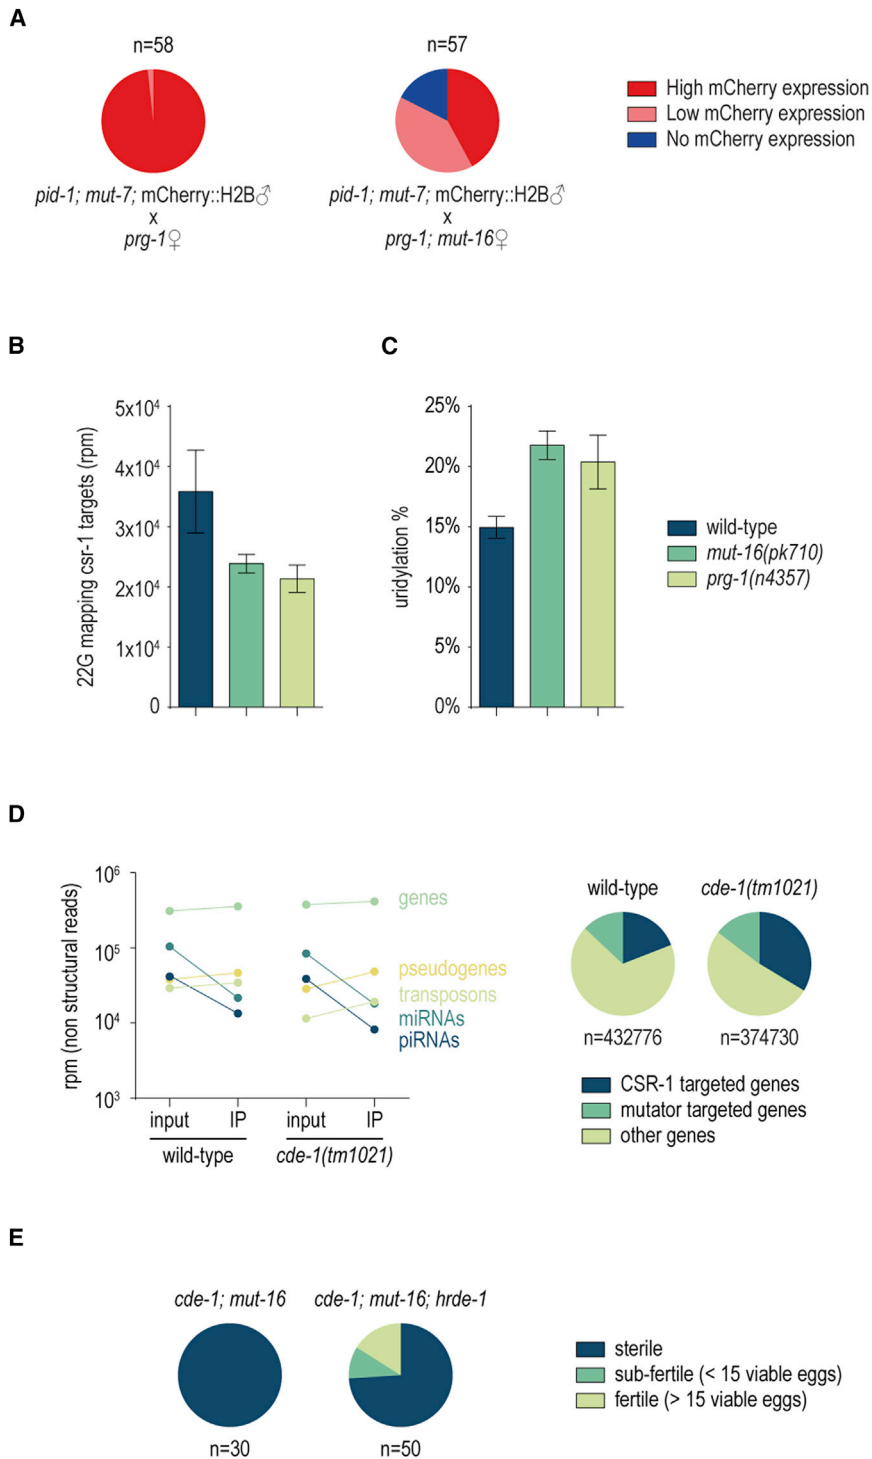 A
n=58
n=57
High mCherry expression
Low mCherry expression
No mCherry expression
pid-1; mut-7; mCherry::H2B♂
x
prg-1♀
pid-1; mut-7; mCherry::H2B♂
x
prg-1; mut-16♀
B
22G mapping csr-1 targets (rpm)
5x10⁴
4x10⁴
3x10⁴
2x10⁴
1x10⁴
0
C
uridylation %
25%
20%
15%
10%
5%
0%
wild-type
mut-16(pk710)
prg-1(n4357)
D
rpm (non structural reads)
10⁶
10⁵
10⁴
10³
genes
pseudogenes
transposons
miRNAs
piRNAs
input IP input IP
wild-type cde-1(tm1021)
wild-type cde-1(tm1021)
n=432776 n=374730
CSR-1 targeted genes
mutator targeted genes
other genes
E
cde-1; mut-16 cde-1; mut-16; hrde-1
n=30 n=50
sterile
sub-fertile (< 15 viable eggs)
fertile (> 15 viable eggs)